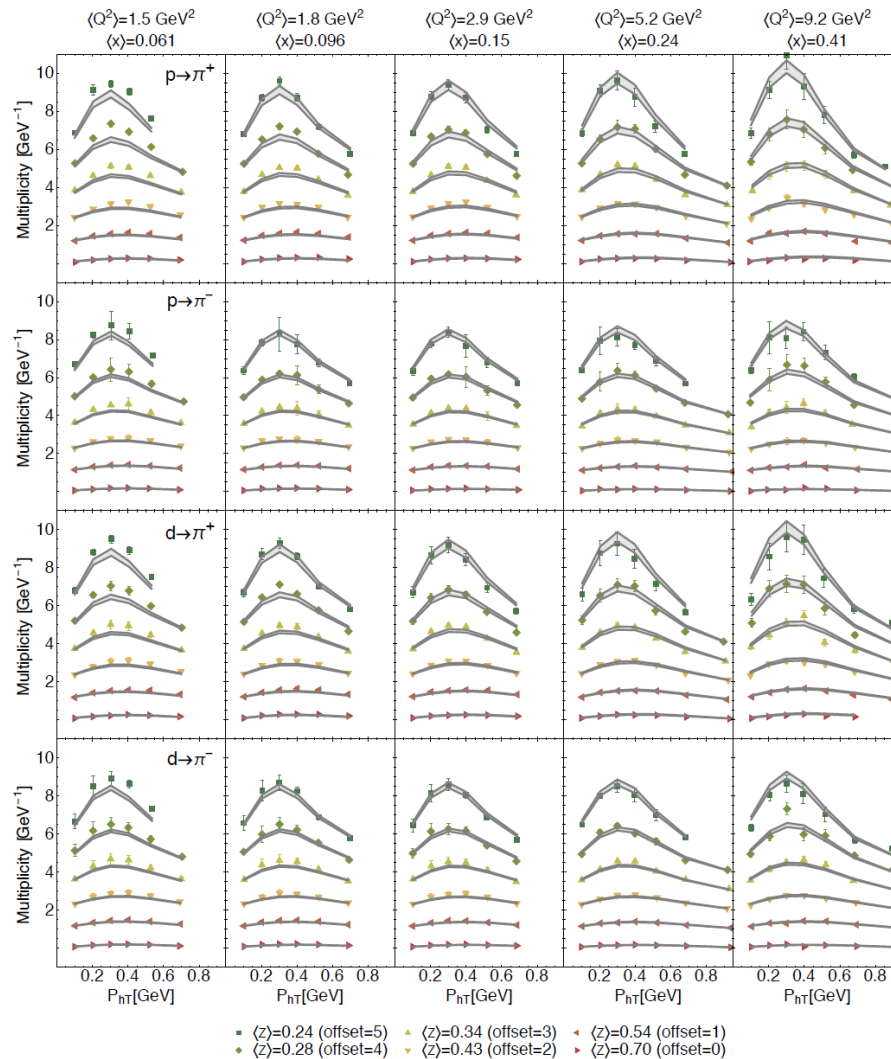 ⟨Q²⟩=1.5 GeV² ⟨Q²⟩=1.8 GeV² ⟨Q²⟩=2.9 GeV² ⟨Q²⟩=5.2 GeV² ⟨Q²⟩=9.2 GeV²
⟨x⟩=0.061 ⟨x⟩=0.096 ⟨x⟩=0.15 ⟨x⟩=0.24 ⟨x⟩=0.41
p→π⁺
Multiplicity [GeV⁻¹]
10
8
6
4
2
p→π⁻
Multiplicity [GeV⁻¹]
10
8
6
4
2
d→π⁺
Multiplicity [GeV⁻¹]
10
8
6
4
2
d→π⁻
Multiplicity [GeV⁻¹]
10
8
6
4
2
0.2 0.4 0.6 0.8 0.2 0.4 0.6 0.8 0.2 0.4 0.6 0.8 0.2 0.4 0.6 0.8 0.2 0.4 0.6 0.8
P_hT[GeV] P_hT[GeV] P_hT[GeV] P_hT[GeV] P_hT[GeV]
⟨z⟩=0.24 (offset=5) ⟨z⟩=0.34 (offset=3) ⟨z⟩=0.54 (offset=1)
⟨z⟩=0.28 (offset=4) ⟨z⟩=0.43 (offset=2) ⟨z⟩=0.70 (offset=0)